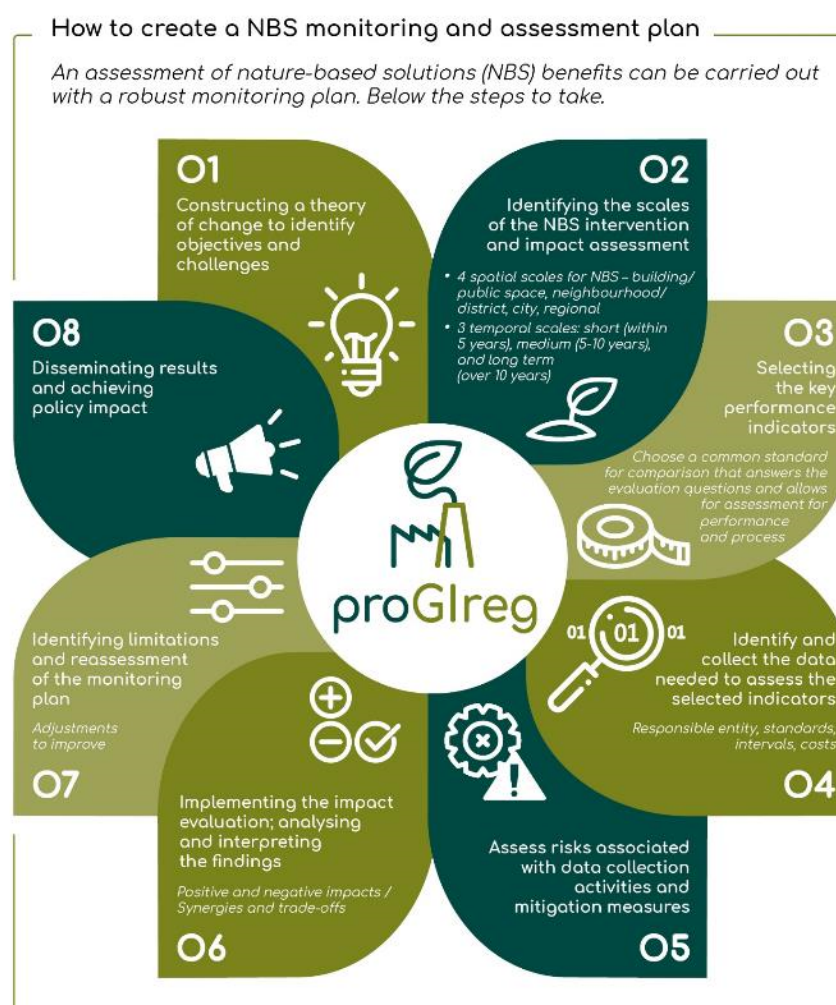 How to create a NBS monitoring and assessment plan
An assessment of nature-based solutions (NBS) benefits can be carried out
with a robust monitoring plan. Below the steps to take.
01
Constructing a theory
of change to identify
objectives and
challenges
02
Identifying the scales
of the NBS intervention
and impact assessment
• 4 spatial scales for NBS – building/
public space, neighbourhood/
district, city, regional
• 3 temporal scales: short (within
5 years), medium (5-10 years),
and long term
(over 10 years)
03
Selecting
the key
performance
indicators
Choose a common standard
for comparison that answers the
evaluation questions and allows
for assessment for
performance
and process
01 01 01
Identify and
collect the data
needed to assess the
selected indicators
Responsible entity, standards,
intervals, costs
04
Assess risks associated
with data collection
activities and
mitigation measures
05
Implementing the impact
evaluation; analysing
and interpreting
the findings
Positive and negative impacts /
Synergies and trade-offs
06
Identifying limitations
and reassessment
of the monitoring
plan
Adjustments
to improve
07
08
Disseminating results
and achieving
policy impact
proGIreg